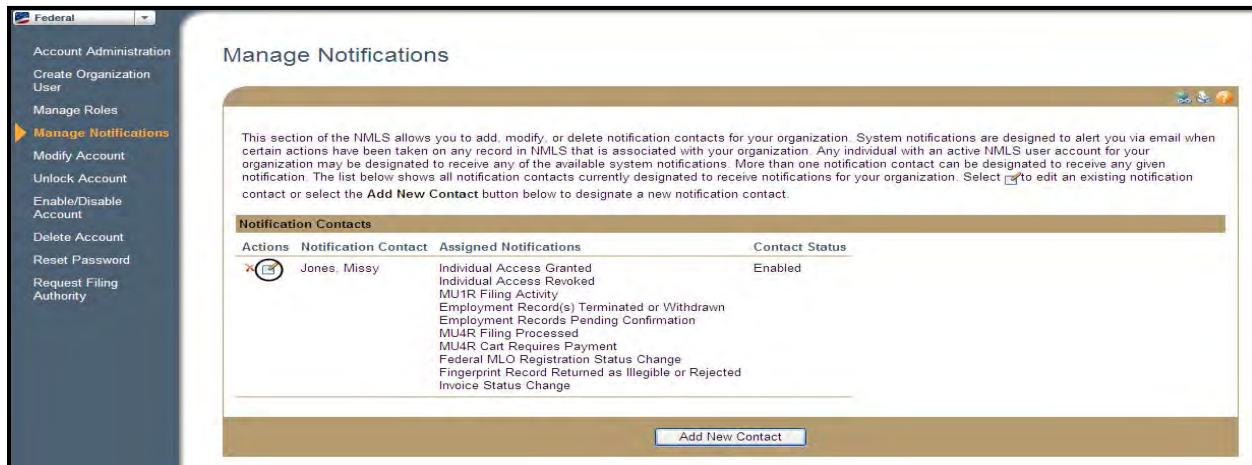 Federal
Account Administration
Create Organization
User
Manage Roles
Manage Notifications
Modify Account
Unlock Account
Enable/Disable
Account
Delete Account
Reset Password
Request Filing
Authority
Manage Notifications
This section of the NMLS allows you to add, modify, or delete notification contacts for your organization. System notifications are designed to alert you via email when
certain actions have been taken on any record in NMLS that is associated with your organization. Any individual with an active NMLS user account for your
organization may be designated to receive any of the available system notifications. More than one notification contact can be designated to receive any given
notification. The list below shows all notification contacts currently designated to receive notifications for your organization. Select to edit an existing notification
contact or select the Add New Contact button below to designate a new notification contact.
Notification Contacts
Actions Notification Contact Assigned Notifications Contact Status
Jones, Missy Individual Access Granted Enabled
Individual Access Revoked
MU1R Filing Activity
Employment Record(s) Terminated or Withdrawn
Employment Records Pending Confirmation
MU4R Filing Processed
MU4R Cart Requires Payment
Federal MLO Registration Status Change
Fingerprint Record Returned as Illegible or Rejected
Invoice Status Change
Add New Contact